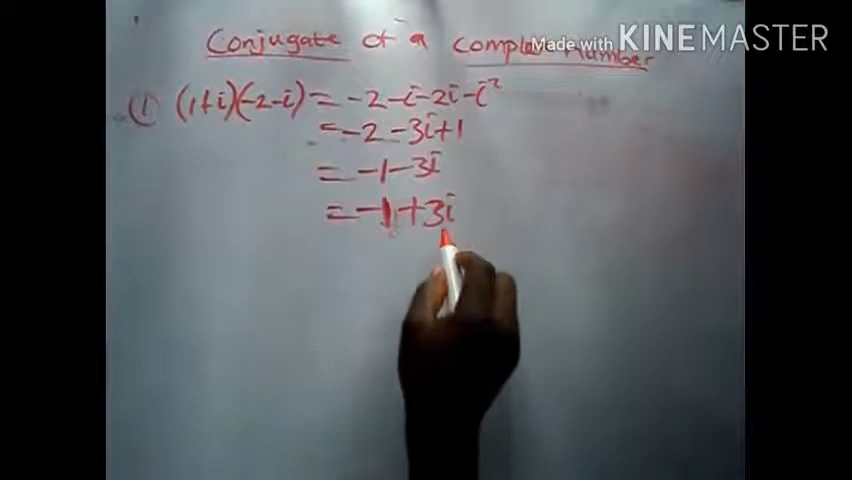 Conjugate of a Complex Number
Made with KINEMASTER
(1) (1+i)(-2-i) = -2-i-2i-i²
= -2-3i+1
= -1-3i
= -1+3i